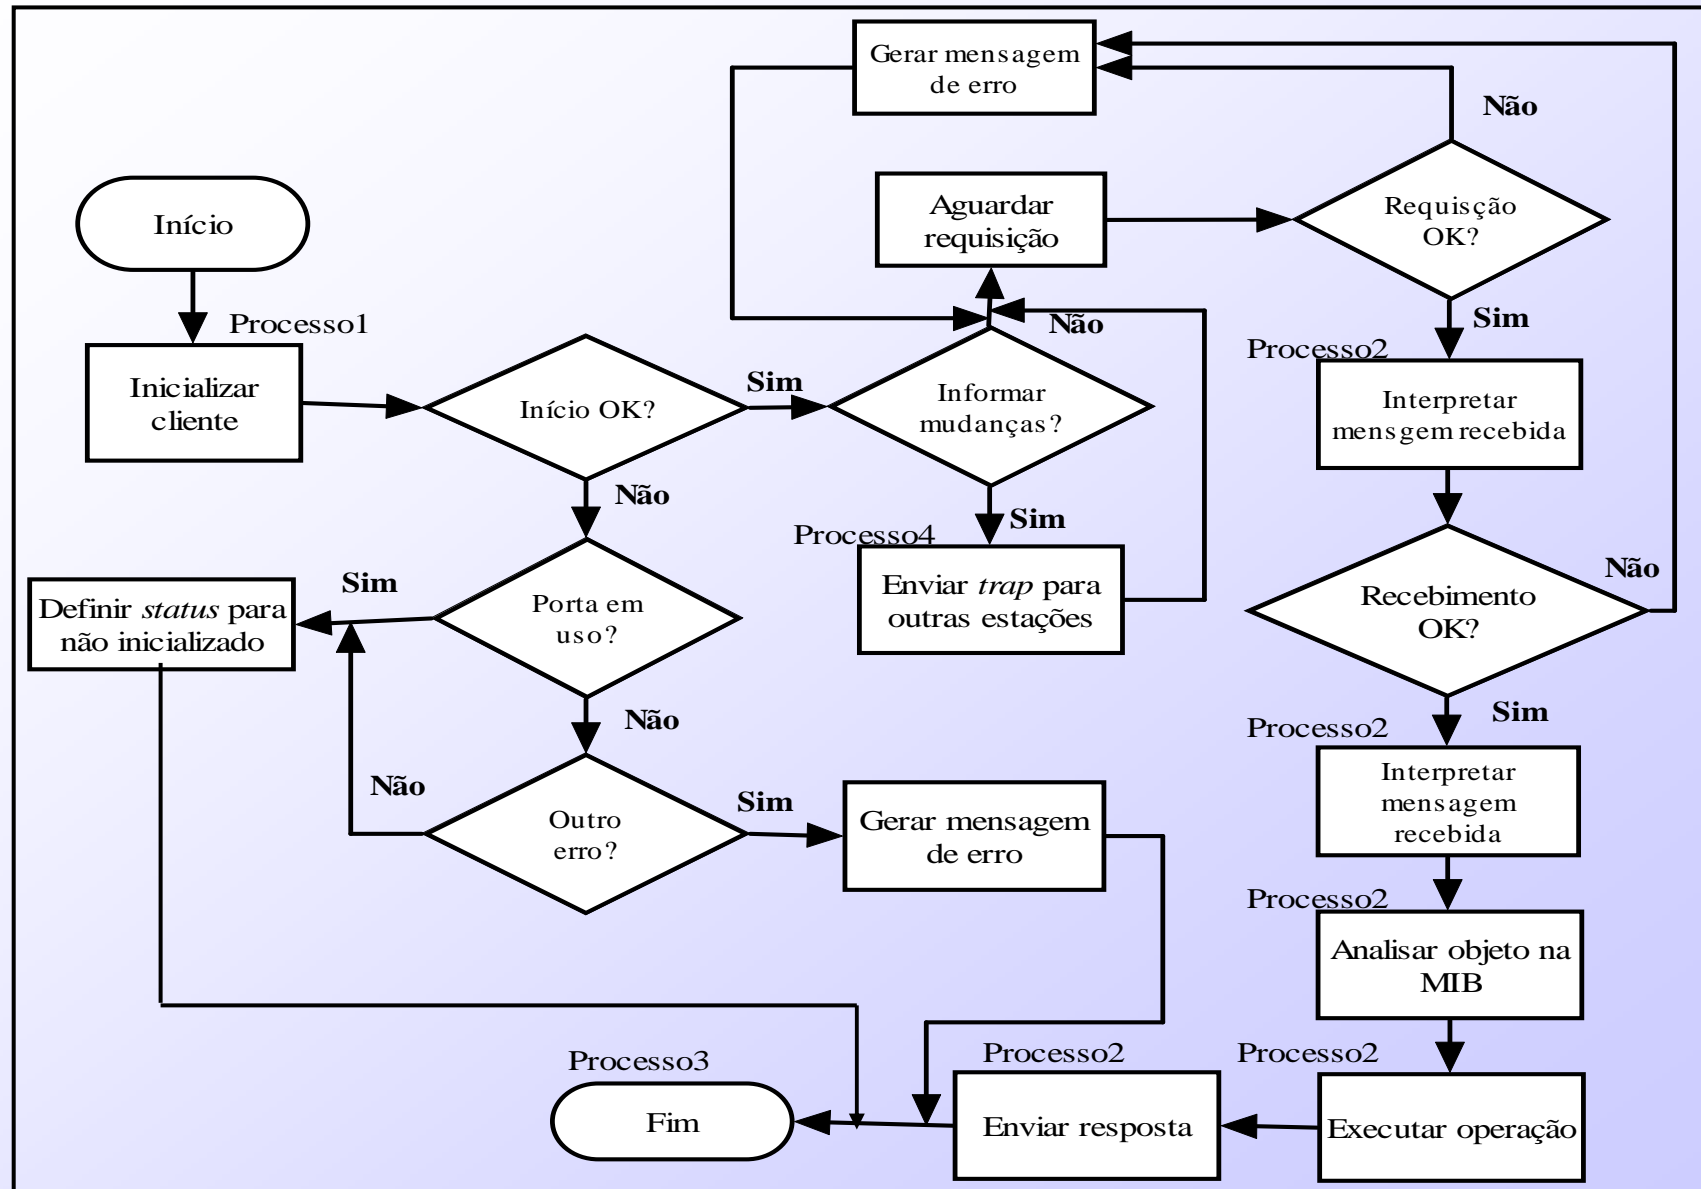 Gerar mensagem
de erro
Não
Início
Aguardar
requisição
Requisção
OK?
Processo1
Não
Sim
Processo2
Inicializar
cliente
Início OK?
Sim
Informar
mudanças?
Interpretar
mensgem recebida
Não
Sim
Processo4
Sim
Não
Definir status para
não inicializado
Porta em
uso?
Enviar trap para
outras estações
Recebimento
OK?
Não
Sim
Processo2
Não
Sim
Outro
erro?
Gerar mensagem
de erro
Interpretar
mensagem
recebida
Processo2
Analisar objeto na
MIB
Processo3
Processo2
Processo2
Fim
Enviar resposta
Executar operação